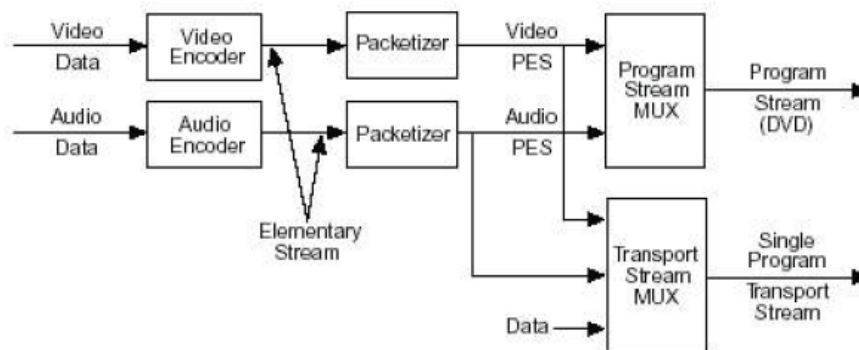 Video
Data
Video
Encoder
Packetizer
Video
PES
Program
Stream
MUX
Program
Stream
(DVD)
Audio
Data
Audio
Encoder
Packetizer
Audio
PES
Elementary
Stream
Transport
Stream
MUX
Single
Program
Transport
Stream
Data